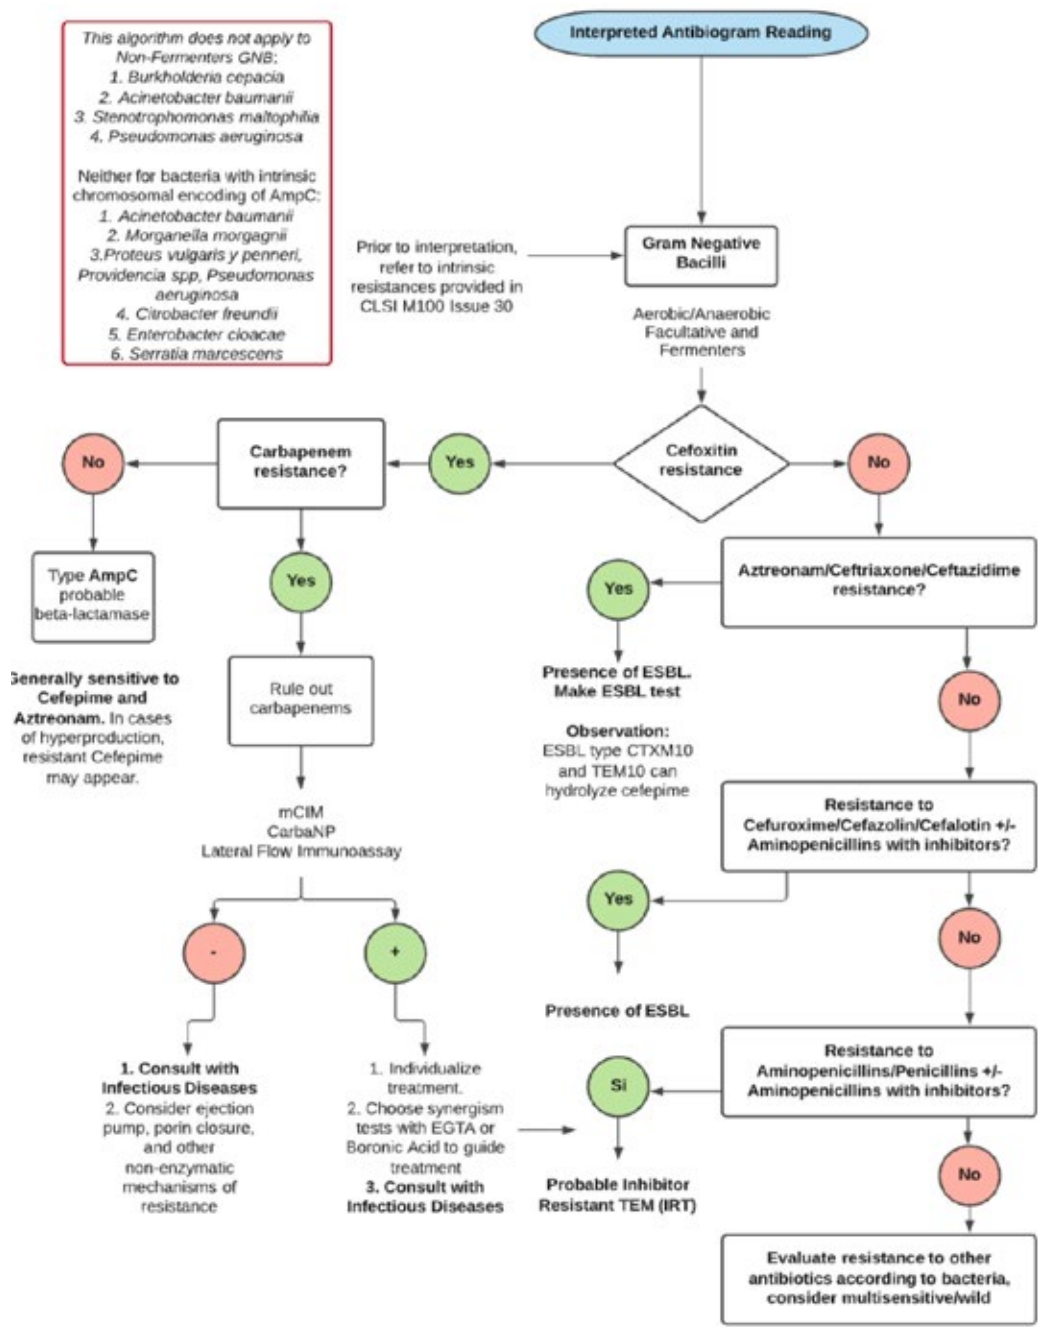 This algorithm does not apply to
Non-Fermenters GNB:
1. Burkholderia cepacia
2. Acinetobacter baumanii
3. Stenotrophomonas maltophilia
4. Pseudomonas aeruginosa
Neither for bacteria with intrinsic
chromosomal encoding of AmpC:
1. Acinetobacter baumanii
2. Morganella morgagnii
3.Proteus vulgaris y penneri,
Providencia spp, Pseudomonas
aeruginosa
4. Citrobacter freundii
5. Enterobacter cloacae
6. Serratia marcescens
Interpreted Antibiogram Reading
Prior to interpretation,
refer to intrinsic
resistances provided in
CLSI M100 Issue 30
Gram Negative
Bacilli
Aerobic/Anaerobic
Facultative and
Fermenters
Cefoxitin
resistance
Yes
No
Carbapenem
resistance?
No
Type AmpC
probable
beta-lactamase
Generally sensitive to
Cefepime and
Aztreonam. In cases
of hyperproduction,
resistant Cefepime
may appear.
Yes
Rule out
carbapenems
mCIM
CarbaNP
Lateral Flow Immunoassay
-
+
1. Consult with
Infectious Diseases
2. Consider ejection
pump, porin closure,
and other
non-enzymatic
mechanisms of
resistance
1. Individualize
treatment.
2. Choose synergism
tests with EGTA or
Boronic Acid to guide
treatment
3. Consult with
Infectious Diseases
Aztreonam/Ceftriaxone/Ceftazidime
resistance?
Yes
Presence of ESBL.
Make ESBL test
Observation:
ESBL type CTXM10
and TEM10 can
hydrolyze cefepime
No
Resistance to
Cefuroxime/Cefazolin/Cefalotin +/-
Aminopenicillins with inhibitors?
Yes
Presence of ESBL
No
Resistance to
Aminopenicillins/Penicillins +/-
Aminopenicillins with inhibitors?
Si
Probable Inhibitor
Resistant TEM (IRT)
No
Evaluate resistance to other
antibiotics according to bacteria,
consider multisensitive/wild